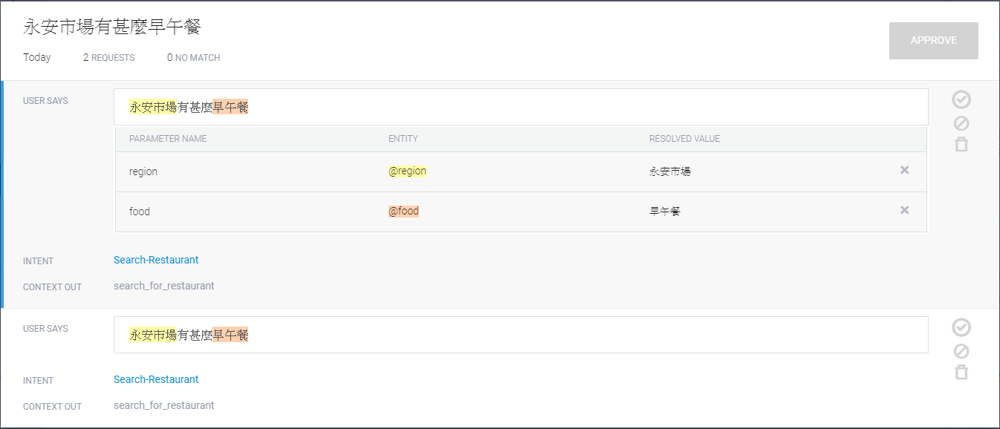 永安市場有甚麼早午餐
APPROVE
Today 2 REQUESTS 0 NO MATCH
USER SAYS 永安市場有甚麼早午餐
PARAMETER NAME ENTITY RESOLVED VALUE
region @region 永安市場
food @food 早午餐
INTENT Search-Restaurant
CONTEXT OUT search_for_restaurant
USER SAYS 永安市場有甚麼早午餐
INTENT Search-Restaurant
CONTEXT OUT search_for_restaurant